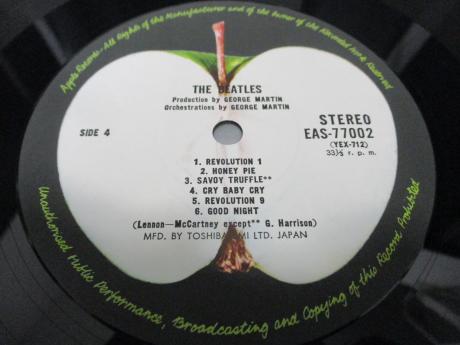 Apple Records - All Rights of the Manufacturer and of the Owner of the Recorded Work Reserved
THE BEATLES
Production by GEORGE MARTIN
Orchestrations by GEORGE MARTIN
SIDE 4
STEREO
EAS-77002
(YEX-712)
33⅓ r. p. m.
1. REVOLUTION 1
2. HONEY PIE
3. SAVOY TRUFFLE**
4. CRY BABY CRY
5. REVOLUTION 9
6. GOOD NIGHT
(Lennon—McCartney except** G. Harrison)
MFD. BY TOSHIBA EMI LTD. JAPAN
Unauthorised Public Performance, Broadcasting and Copying of this Record Prohibited